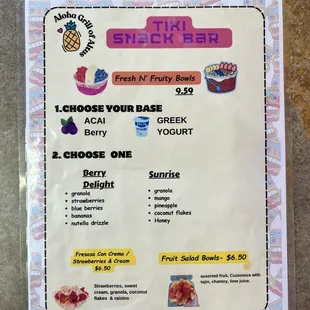 Aloha Grill of Altus
TIKI
SNACK BAR
Fresh N' Fruity Bowls
9.59
1.CHOOSE YOUR BASE
ACAI
Berry
GREEK
YOGURT
2. CHOOSE ONE
Berry
Delight
• granola
• strawberries
• blue berries
• bananas
• nutella drizzle
Sunrise
• granola
• mango
• pineapple
• coconut flakes
• Honey
Fresasa Con Crema /
Strawberries & Cream
$6.50
Strawberries, sweet
cream, granola, coconut
flakes & raisins
Fruit Salad Bowls- $6.50
assorted fruit. Customize with
tajin, chamoy, lime juice.